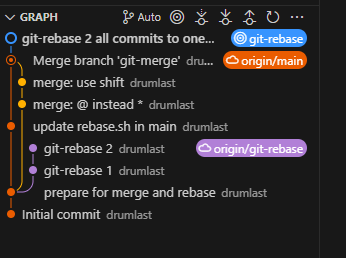 GRAPH Auto
git-rebase 2 all commits to one... git-rebase
Merge branch 'git-merge' dru... origin/main
merge: use shift drumlast
merge: @ instead * drumlast
update rebase.sh in main drumlast
git-rebase 2 drumlast origin/git-rebase
git-rebase 1 drumlast
prepare for merge and rebase drumlast
Initial commit drumlast